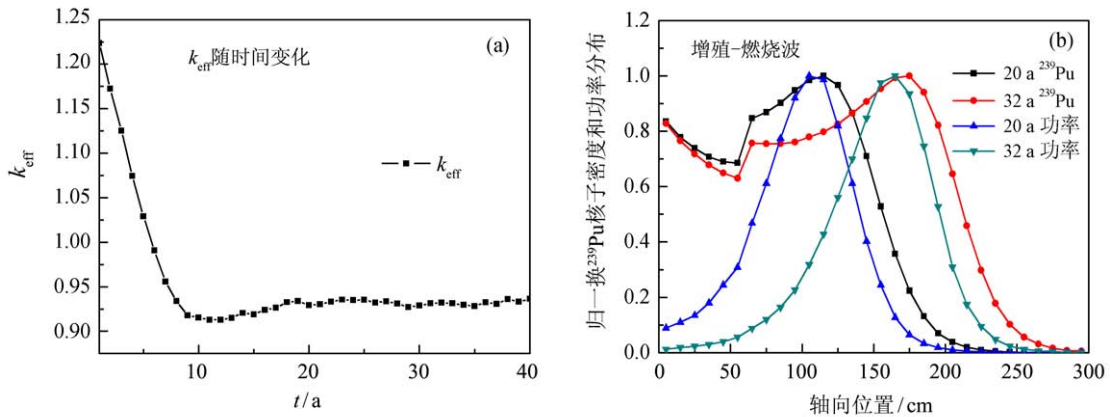 (a)
k_eff随时间变化
k_eff
1.25
1.20
1.15
1.10
1.05
1.00
0.95
0.90
k_eff
10
20
30
40
t/a
(b)
增殖-燃烧波
20 a ²³⁹Pu
32 a ²³⁹Pu
20 a 功率
32 a 功率
归一换²³⁹Pu核子密度和功率分布
1.0
0.8
0.6
0.4
0.2
0.0
0
50
100
150
200
250
300
轴向位置/cm